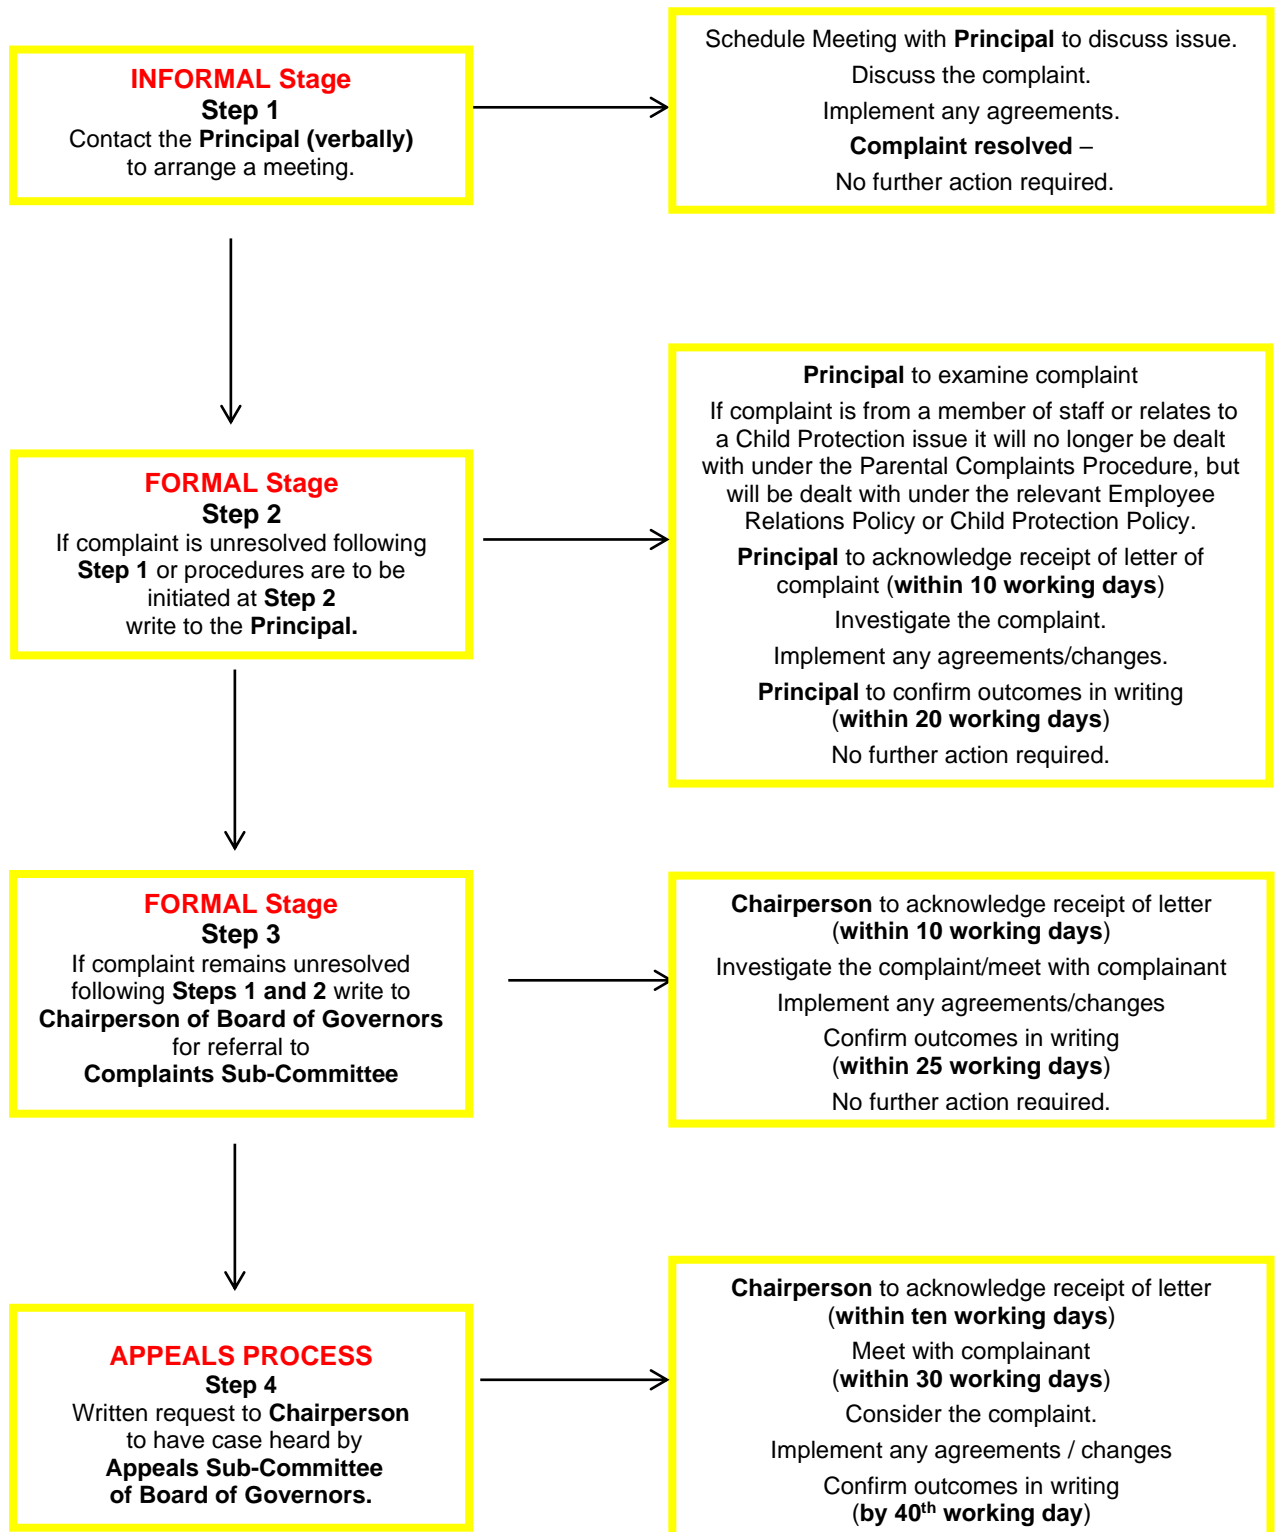 INFORMAL Stage
Step 1
Contact the Principal (verbally)
to arrange a meeting.
Schedule Meeting with Principal to discuss issue.
Discuss the complaint.
Implement any agreements.
Complaint resolved –
No further action required.
FORMAL Stage
Step 2
If complaint is unresolved following
Step 1 or procedures are to be
initiated at Step 2
write to the Principal.
Principal to examine complaint
If complaint is from a member of staff or relates to
a Child Protection issue it will no longer be dealt
with under the Parental Complaints Procedure, but
will be dealt with under the relevant Employee
Relations Policy or Child Protection Policy.
Principal to acknowledge receipt of letter of
complaint (within 10 working days)
Investigate the complaint.
Implement any agreements/changes.
Principal to confirm outcomes in writing
(within 20 working days)
No further action required.
FORMAL Stage
Step 3
If complaint remains unresolved
following Steps 1 and 2 write to
Chairperson of Board of Governors
for referral to
Complaints Sub-Committee
Chairperson to acknowledge receipt of letter
(within 10 working days)
Investigate the complaint/meet with complainant
Implement any agreements/changes
Confirm outcomes in writing
(within 25 working days)
No further action required.
APPEALS PROCESS
Step 4
Written request to Chairperson
to have case heard by
Appeals Sub-Committee
of Board of Governors.
Chairperson to acknowledge receipt of letter
(within ten working days)
Meet with complainant
(within 30 working days)
Consider the complaint.
Implement any agreements / changes
Confirm outcomes in writing
(by 40th working day)